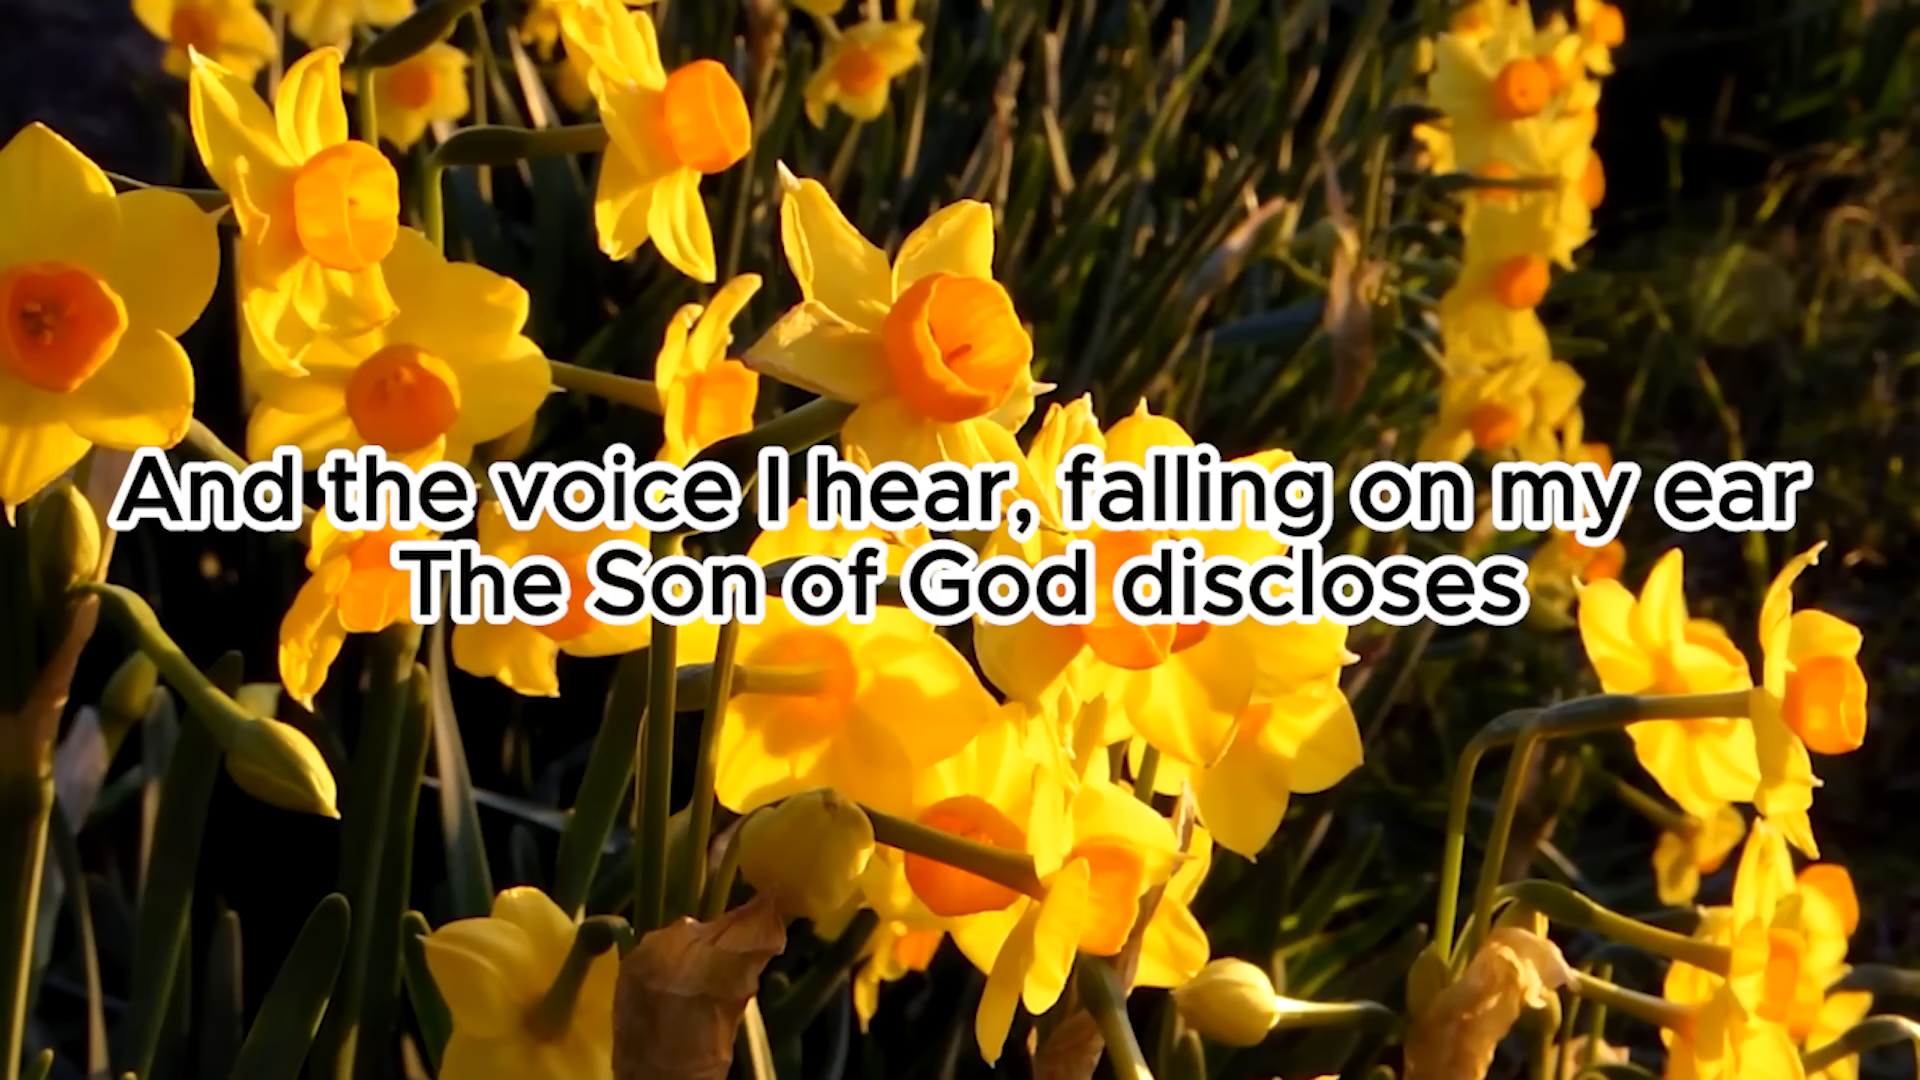 And the voice I hear, falling on my ear
The Son of God discloses